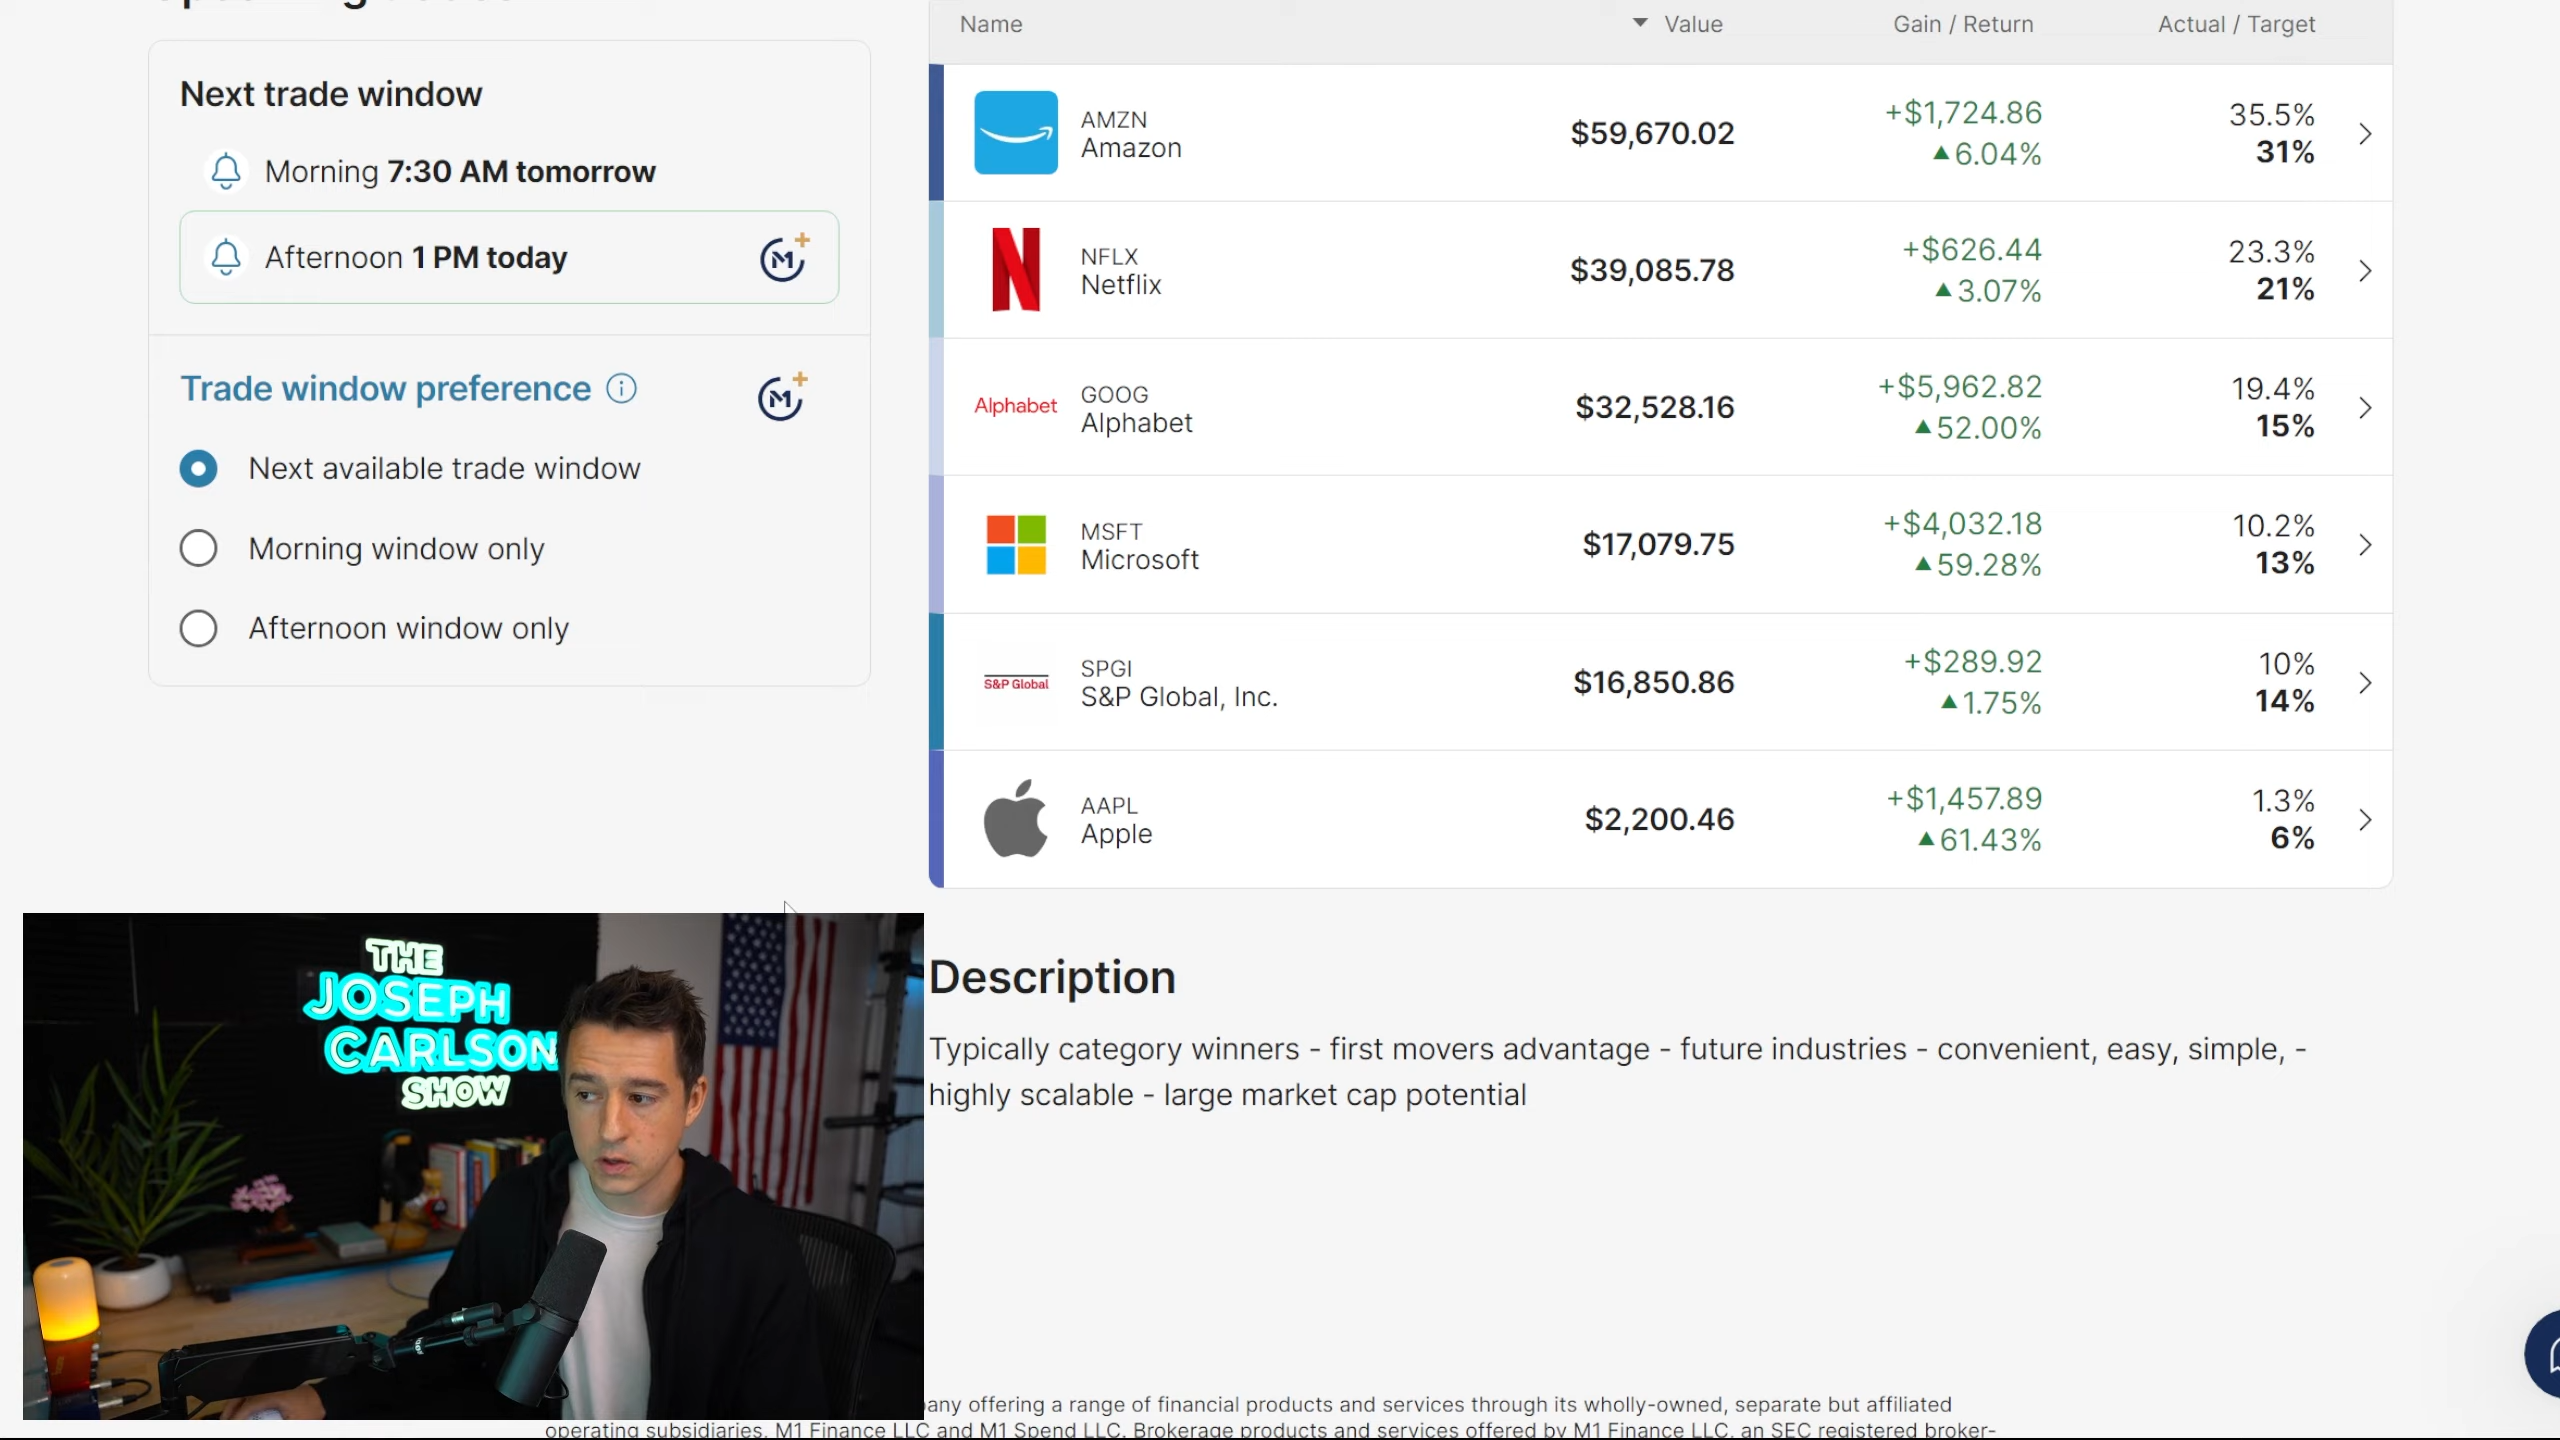 Next trade window
Morning 7:30 AM tomorrow
Afternoon 1 PM today
Trade window preference
Next available trade window
Morning window only
Afternoon window only
Name Value Gain / Return Actual / Target
AMZN
Amazon
$59,670.02
+$1,724.86
▲6.04%
35.5%
31%
NFLX
Netflix
$39,085.78
+$626.44
▲3.07%
23.3%
21%
Alphabet
GOOG
Alphabet
$32,528.16
+$5,962.82
▲52.00%
19.4%
15%
MSFT
Microsoft
$17,079.75
+$4,032.18
▲59.28%
10.2%
13%
S&P Global
SPGI
S&P Global, Inc.
$16,850.86
+$289.92
▲1.75%
10%
14%
AAPL
Apple
$2,200.46
+$1,457.89
▲61.43%
1.3%
6%
Description
Typically category winners - first movers advantage - future industries - convenient, easy, simple, -
highly scalable - large market cap potential
THE
JOSEPH
CARLSON
SHOW
offering a range of financial products and services through its wholly-owned, separate but affiliated
operating subsidiaries, M1 Finance LLC and M1 Spend LLC. Brokerage products and services offered by M1 Finance LLC, an SEC registered broker-